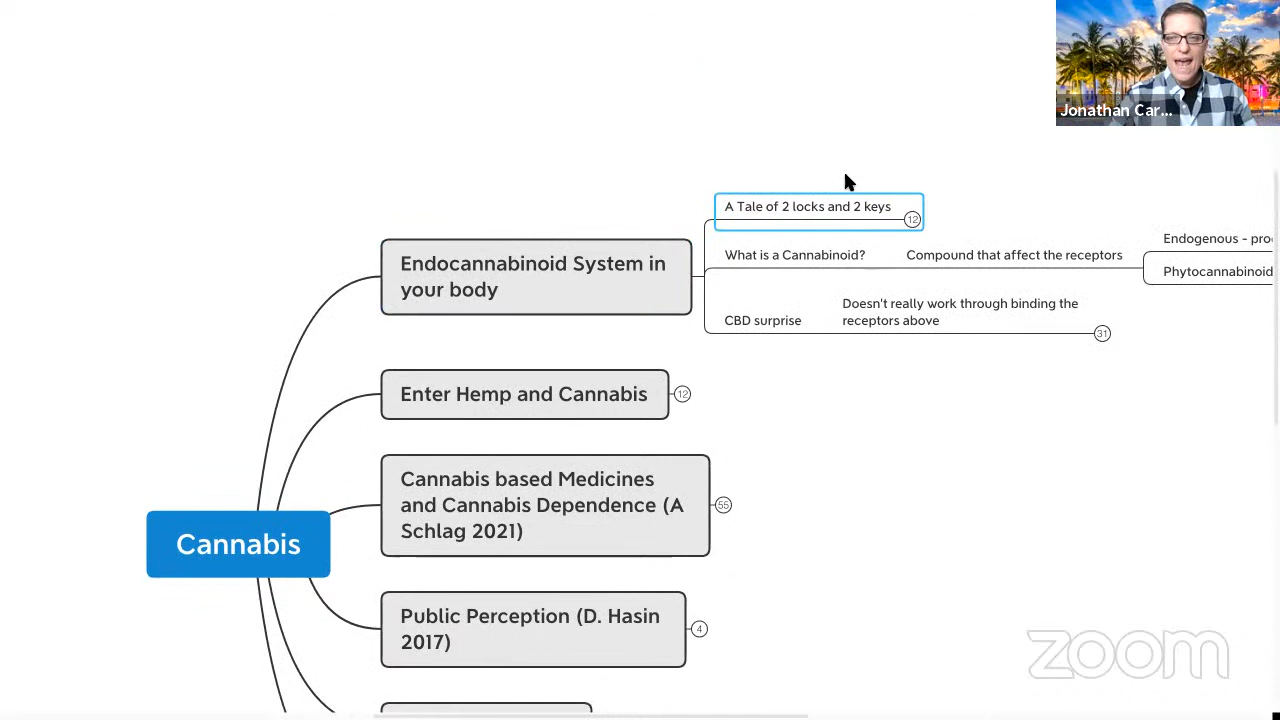 Jonathan Car...
A Tale of 2 locks and 2 keys
12
Endocannabinoid System in
your body
What is a Cannabinoid?
Compound that affect the receptors
Endogenous - pro
Phytocannabinoid
CBD surprise
Doesn't really work through binding the
receptors above
31
Enter Hemp and Cannabis
12
Cannabis based Medicines
and Cannabis Dependence (A
Schlag 2021)
55
Cannabis
Public Perception (D. Hasin
2017)
4
zoom